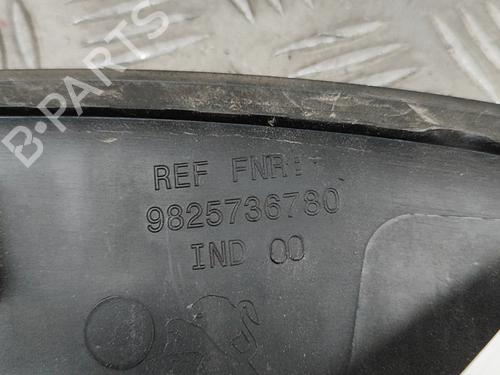 B-PARTS
REF FNR:
9825736780
IND 00